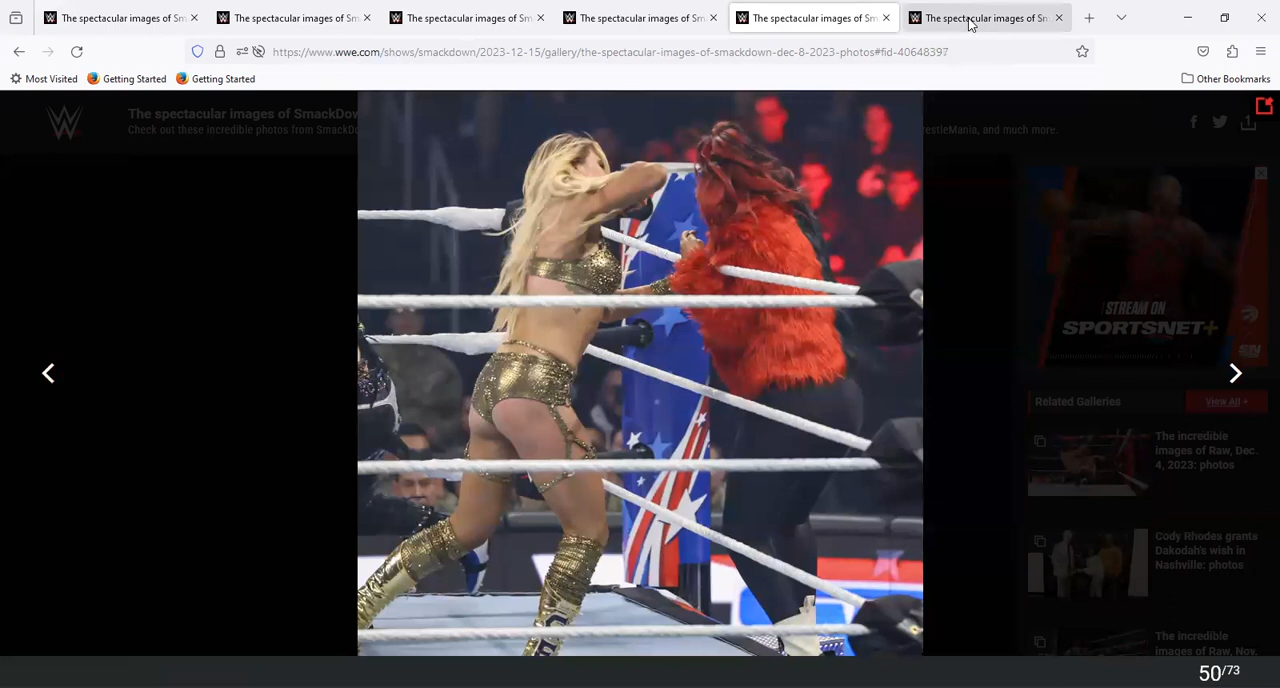 The spectacular images of Sm
The spectacular images of Sm
The spectacular images of Sm
The spectacular images of Sm
The spectacular images of Sm
The spectacular images of Sm
https://www.wwe.com/shows/smackdown/2023-12-15/gallery/the-spectacular-images-of-smackdown-dec-8-2023-photos#fid-40648397
Most Visited
Getting Started
Getting Started
Other Bookmarks
The spectacular images of SmackDow
Check out these incredible photos from SmackDo
restleMania, and much more.
STREAM ON
SPORTSNET+
SN
Related Galleries
View All +
The incredible
images of Raw, Dec.
4, 2023: photos
Cody Rhodes grants
Dakodah's wish in
Nashville: photos
The incredible
images of Raw, Nov.
50/73